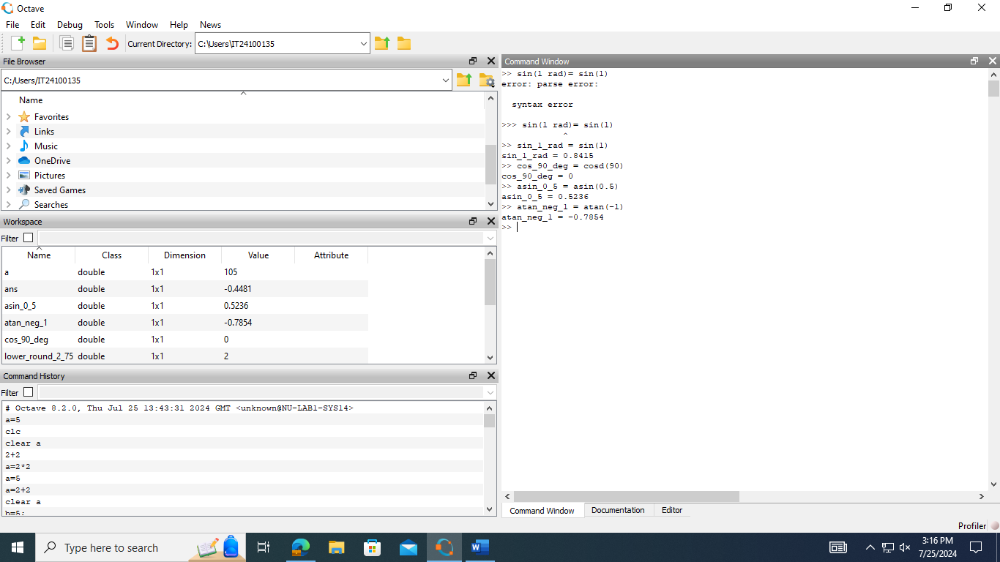 Octave
File Edit Debug Tools Window Help News
Current Directory: C:\Users\IT24100135
File Browser
C:/Users/IT24100135
Name
Favorites
Links
Music
OneDrive
Pictures
Saved Games
Searches
Workspace
Filter
Name Class Dimension Value Attribute
a double 1x1 105
ans double 1x1 -0.4481
asin_0_5 double 1x1 0.5236
atan_neg_1 double 1x1 -0.7854
cos_90_deg double 1x1 0
lower_round_2_75 double 1x1 2
Command History
Filter
# Octave 8.2.0, Thu Jul 25 13:43:31 2024 GMT <unknown@NU-LAB1-SYS14>
a=5
clc
clear a
2+2
a=2*2
a=5
a=2+2
clear a
b=5;
Command Window
>> sin(1 rad)= sin(1)
error: parse error:
syntax error
>>> sin(1 rad)= sin(1)
^
>> sin_1_rad = sin(1)
sin_1_rad = 0.8415
>> cos_90_deg = cosd(90)
cos_90_deg = 0
>> asin_0_5 = asin(0.5)
asin_0_5 = 0.5236
>> atan_neg_1 = atan(-1)
atan_neg_1 = -0.7854
>>
Command Window Documentation Editor
Profiler
Type here to search
3:16 PM
7/25/2024